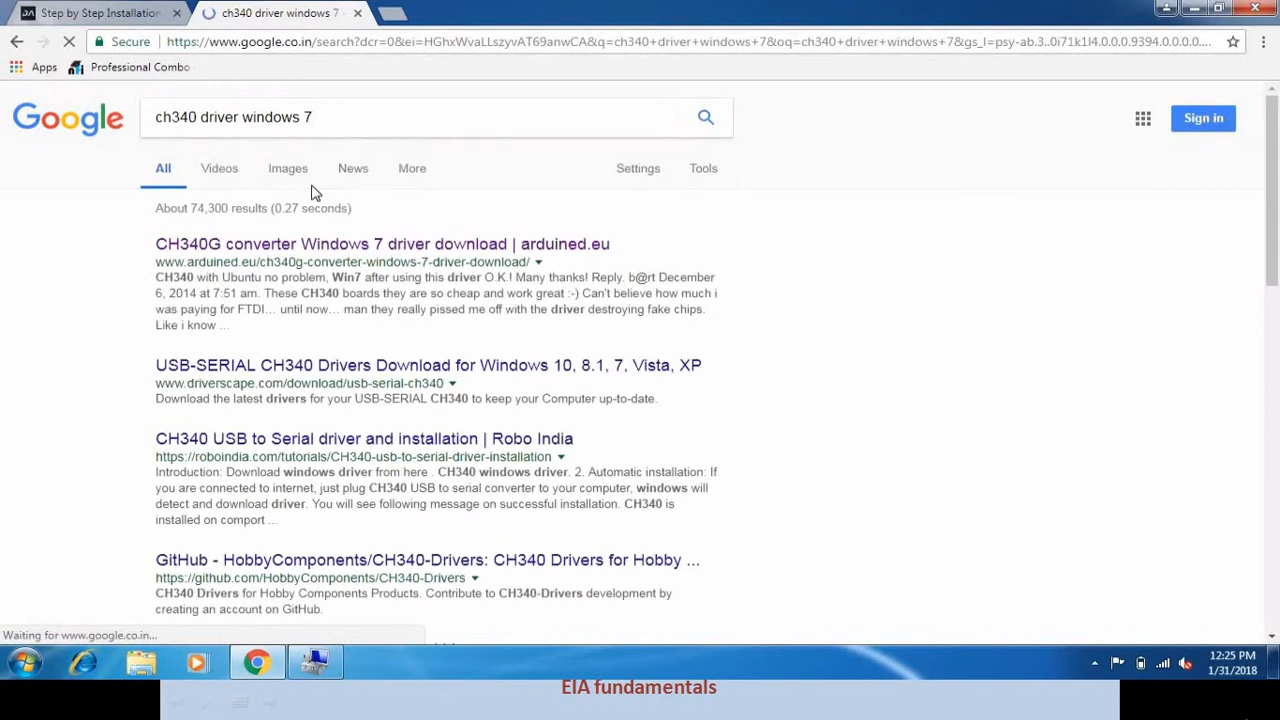 Step by Step Installation
ch340 driver windows 7
Secure
https://www.google.co.in/search?dcr=0&ei=HGhxWvaLLszyvAT69anwCA&q=ch340+driver+windows+7&oq=ch340+driver+windows+7&gs_l=psy-ab.3..0i71k1l4.0.0.0.9394.0.0.0.0....
Apps
Professional Combo
Google
ch340 driver windows 7
Sign in
All
Videos
Images
News
More
Settings
Tools
About 74,300 results (0.27 seconds)
CH340G converter Windows 7 driver download | arduined.eu
www.arduined.eu/ch340g-converter-windows-7-driver-download/
CH340 with Ubuntu no problem, Win7 after using this driver O.K.! Many thanks! Reply. b@rt December
6, 2014 at 7:51 am. These CH340 boards they are so cheap and work great :-) Can't believe how much i
was paying for FTDI... until now... man they really pissed me off with the driver destroying fake chips.
Like i know ...
USB-SERIAL CH340 Drivers Download for Windows 10, 8.1, 7, Vista, XP
www.driverscape.com/download/usb-serial-ch340
Download the latest drivers for your USB-SERIAL CH340 to keep your Computer up-to-date.
CH340 USB to Serial driver and installation | Robo India
https://roboindia.com/tutorials/CH340-usb-to-serial-driver-installation
Introduction: Download windows driver from here . CH340 windows driver. 2. Automatic installation: If
you are connected to internet, just plug CH340 USB to serial converter to your computer, windows will
detect and download driver. You will see following message on successful installation. CH340 is
installed on comport ...
GitHub - HobbyComponents/CH340-Drivers: CH340 Drivers for Hobby ...
https://github.com/HobbyComponents/CH340-Drivers
CH340 Drivers for Hobby Components Products. Contribute to CH340-Drivers development by
creating an account on GitHub.
Waiting for www.google.co.in...
12:25 PM
1/31/2018
EIA fundamentals